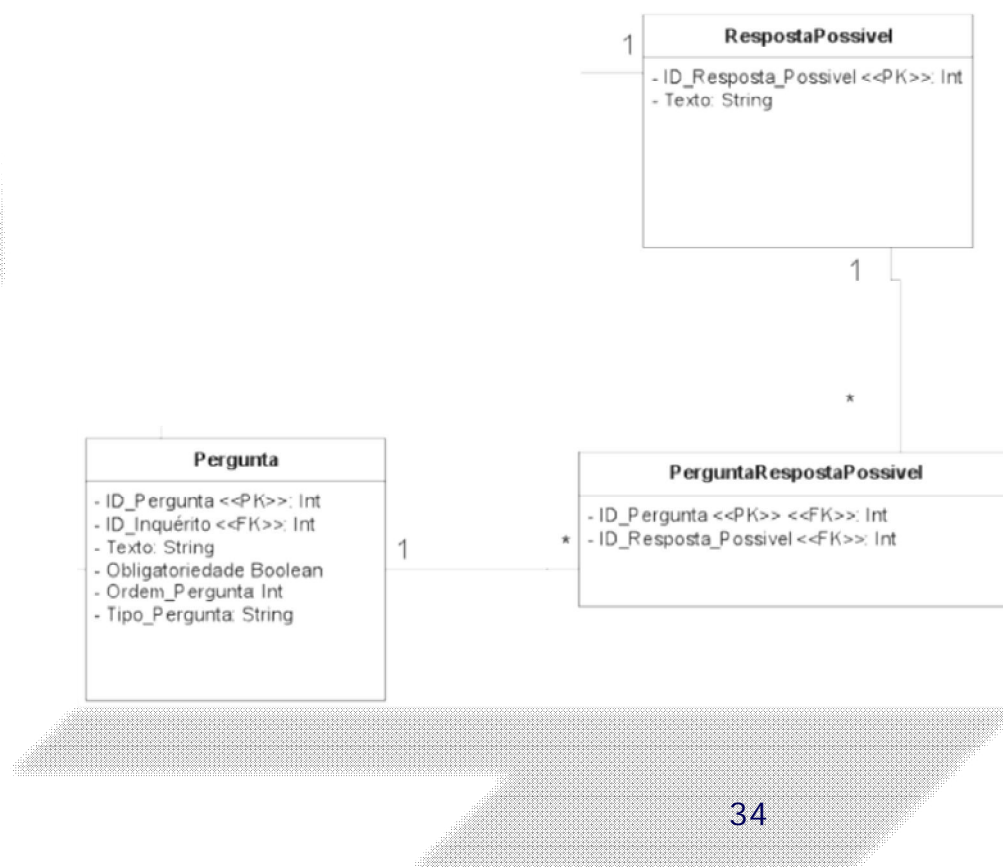 1
RespostaPossivel
- ID_Resposta_Possivel <<PK>>: Int
- Texto: String
1
*
Pergunta
- ID_Pergunta <<PK>>: Int
- ID_Inquérito <<FK>>: Int
- Texto: String
- Obligatoriedade Boolean
- Ordem_Pergunta Int
- Tipo_Pergunta: String
1
*
PerguntaRespostaPossivel
- ID_Pergunta <<PK>> <<FK>>: Int
- ID_Resposta_Possivel <<FK>>: Int
34